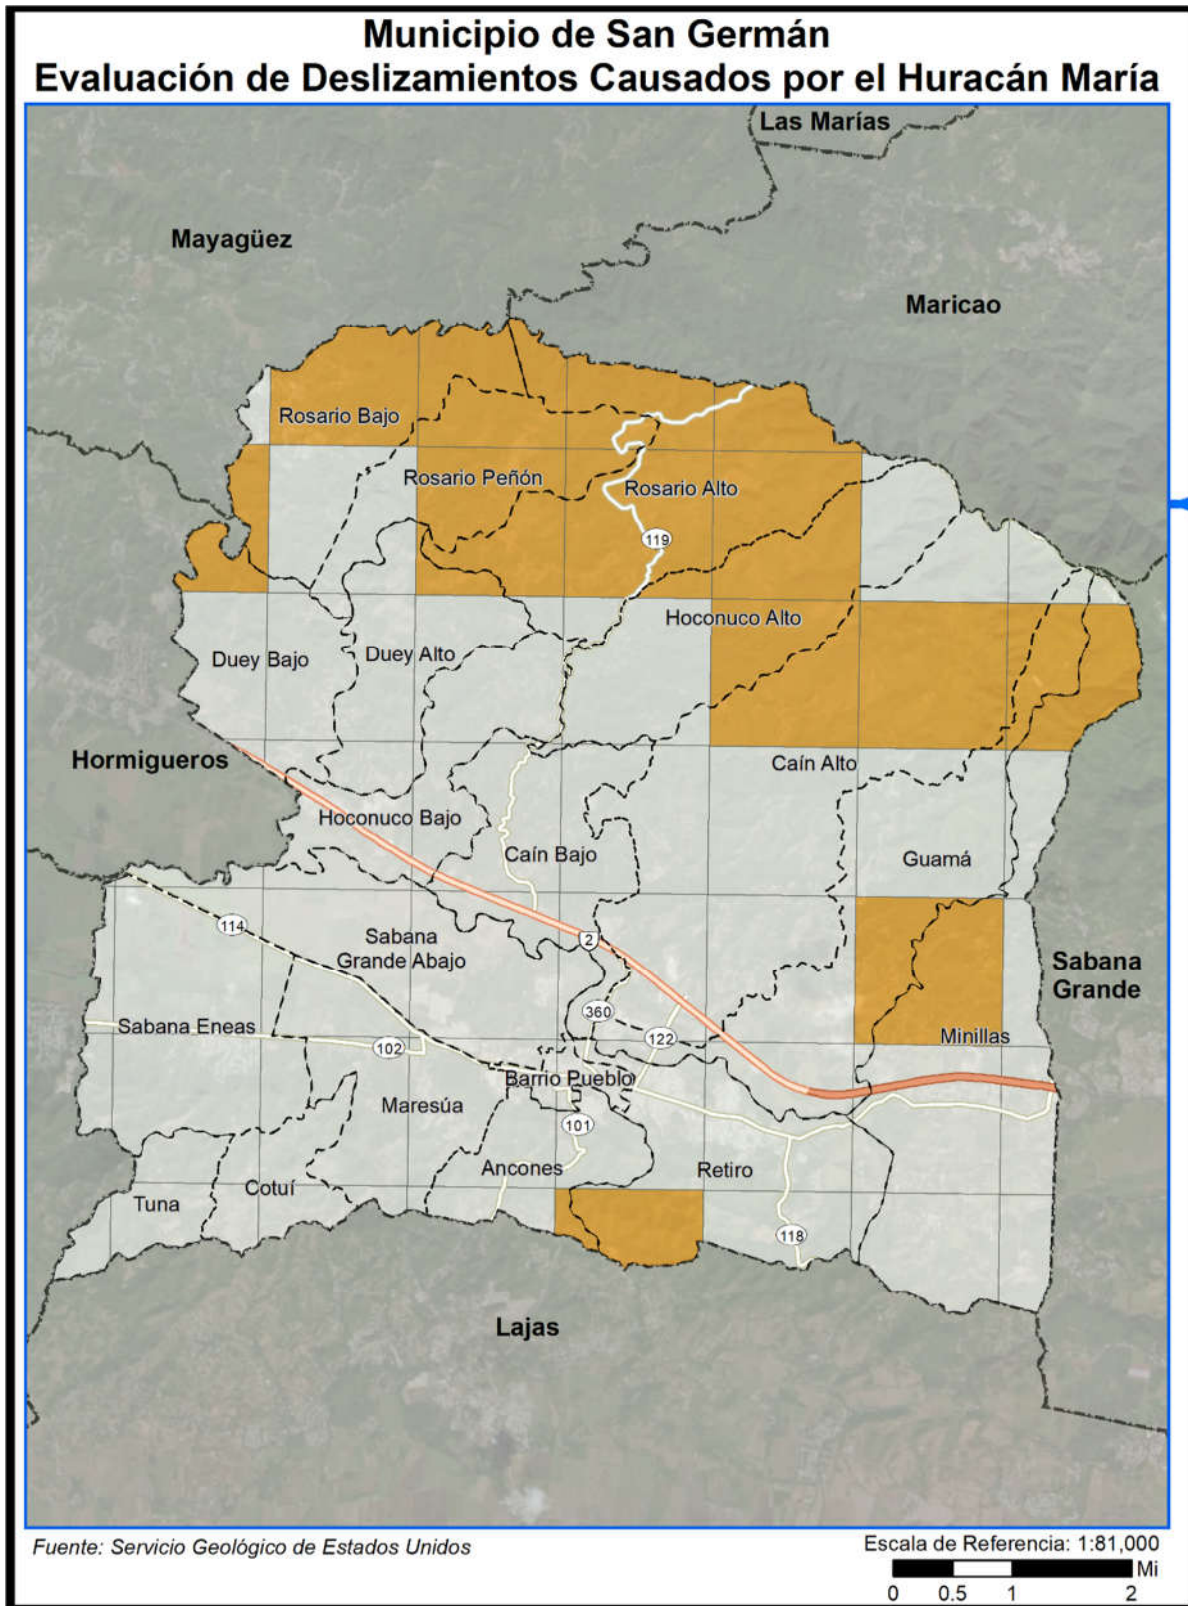 Municipio de San Germán
Evaluación de Deslizamientos Causados por el Huracán María
Las Marías
Mayagüez
Maricao
Rosario Bajo
Rosario Peñón
Rosario Alto
119
Hoconuco Alto
Duey Bajo
Duey Alto
Hormigueros
Caín Alto
Hoconuco Bajo
Caín Bajo
Guamá
114
Sabana
Grande Abajo
2
Sabana
Grande
Sabana Eneas
360
102
122
Minillas
Barrio Pueblo
Maresúa
101
Ancones
Retiro
Tuna
Cotuí
118
Lajas
Fuente: Servicio Geológico de Estados Unidos
Escala de Referencia: 1:81,000
Mi
0 0.5 1 2